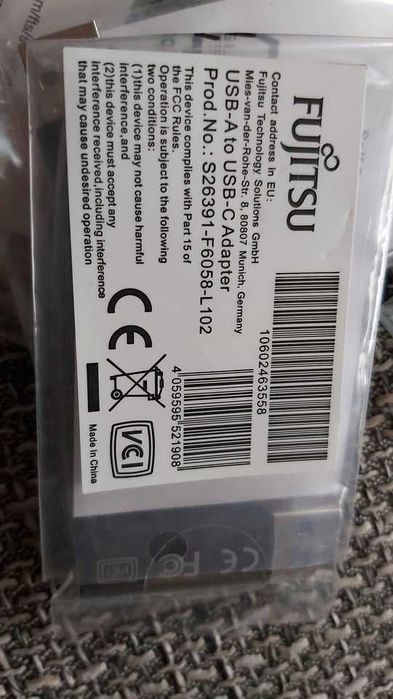 FUJITSU
Contact address in EU:
Fujitsu Technology Solutions GmbH
Mies-van-der-Rohe-Str. 8, 80807 Munich, Germany
USB-A to USB-C Adapter
Prod.No.: S26391-F6058-L102
This device complies with Part 15 of
the FCC Rules.
Operation is subject to the following
two conditions:
(1)this device may not cause harmful
interference,and
(2)this device must accept any
interference received,including interference
that may cause undesired operation
10602463558
4 059595 521908
CE
VCI
Made In China
CE
FC